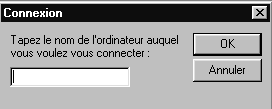 Connexion
Tapez le nom de l'ordinateur auquel
vous voulez vous connecter :
OK
Annuler